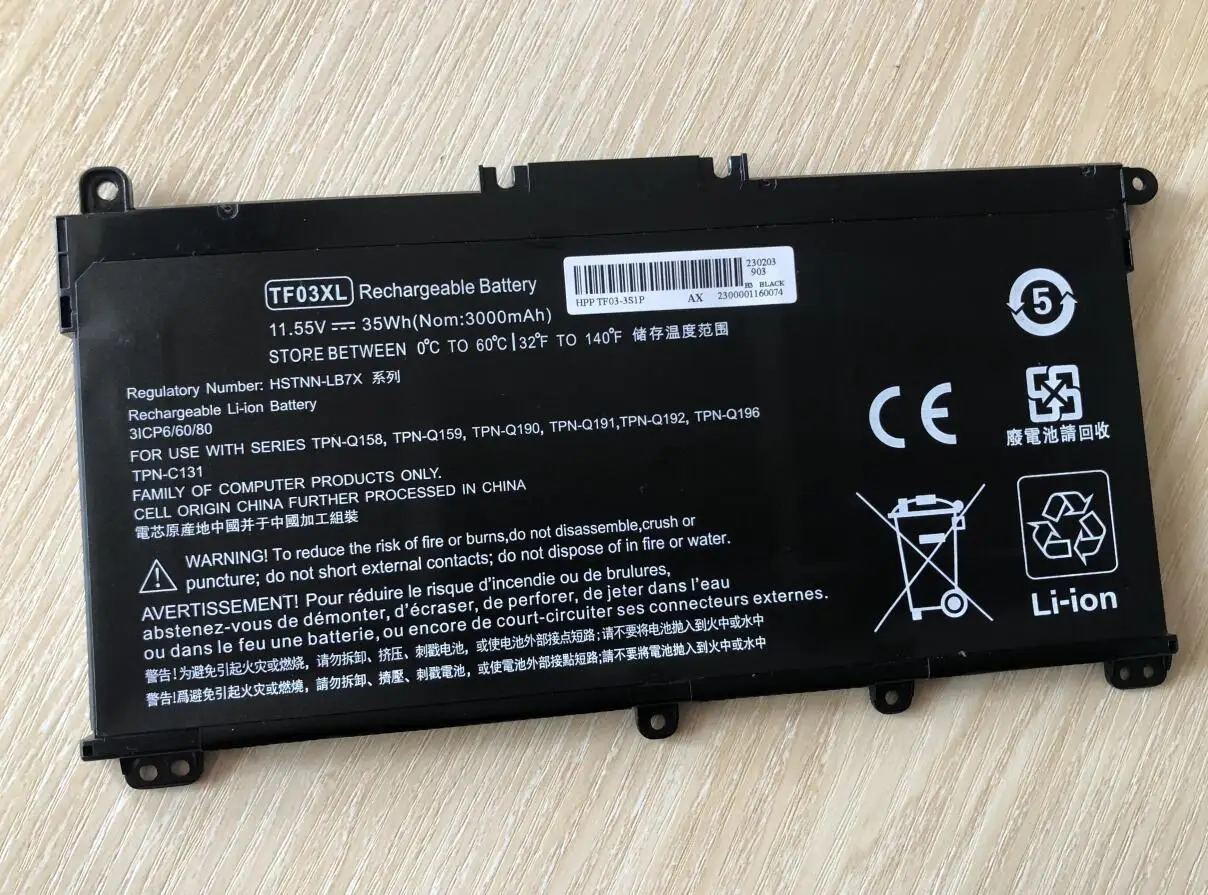 TF03XL Rechargeable Battery
11.55V ⎓ 35Wh(Nom:3000mAh)
STORE BETWEEN 0℃ TO 60℃|32℉ TO 140℉ 储存温度范围
230203
903
HB BLACK
HPP TF03-3S1P AX 2300001160074
5
Regulatory Number: HSTNN-LB7X 系列
Rechargeable Li-ion Battery
3ICP6/60/80
FOR USE WITH SERIES TPN-Q158, TPN-Q159, TPN-Q190, TPN-Q191,TPN-Q192, TPN-Q196
TPN-C131
FAMILY OF COMPUTER PRODUCTS ONLY.
CELL ORIGIN CHINA FURTHER PROCESSED IN CHINA
電芯原産地中國并于中國加工組裝
CE
廢電池請回收
WARNING! To reduce the risk of fire or burns,do not disassemble,crush or
puncture; do not short external contacts; do not dispose of in fire or water.
AVERTISSEMENT! Pour réduire le risque d'incendie ou de brulures,
abstenez-vous de démonter, d'écraser, de perforer, de jeter dans l'eau
ou dans le feu une batterie,ou encore de court-circuiter ses connecteurs externes.
警告!为避免引起火灾或燃烧，请勿拆卸、挤压、刺戳电池，或使电池外部接点短路;请不要将电池抛入到火中或水中
警告!爲避免引起火灾或燃燒，請勿拆卸、擠壓、刺戳電池，或使電池外部接點短路;請不要將電池抛入到火中或水中
Li-ion